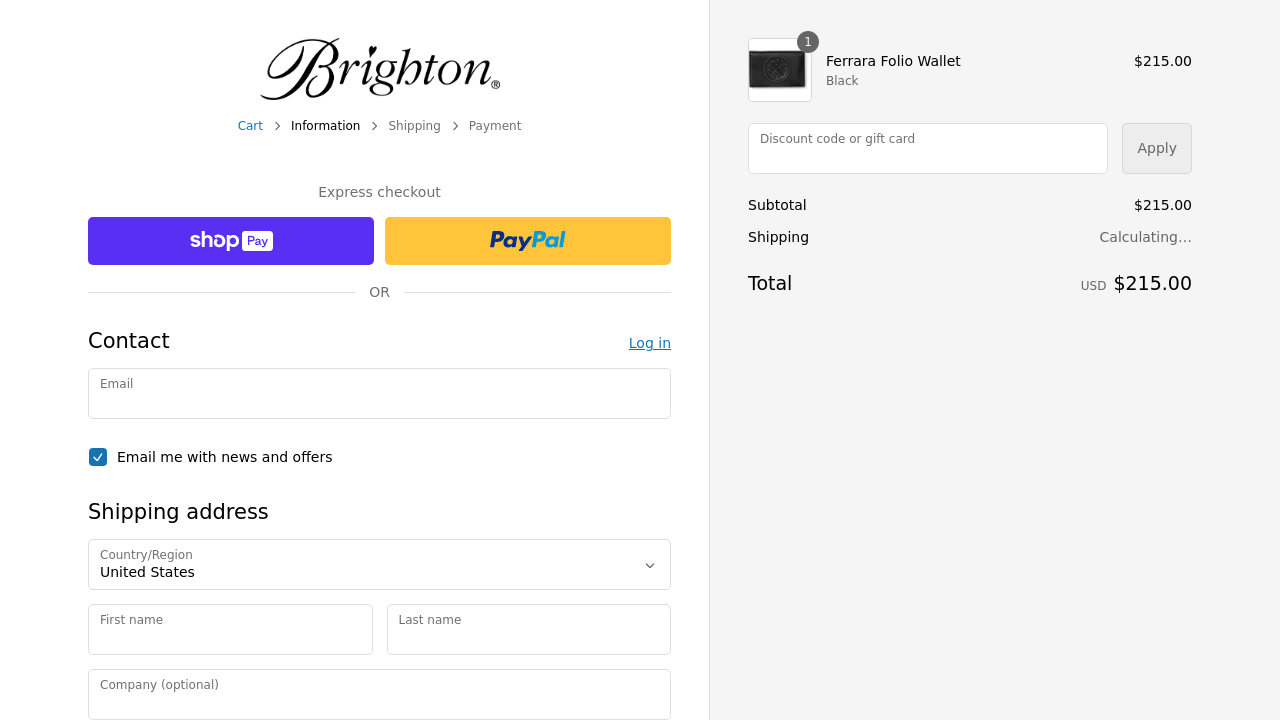 Brighton®
Cart > Information > Shipping > Payment
Express checkout
shop Pay
PayPal
OR
Contact
Log in
Email
Email me with news and offers
Shipping address
Country/Region
United States
First name
Last name
Company (optional)
1
Ferrara Folio Wallet
$215.00
Black
Discount code or gift card
Apply
Subtotal
$215.00
Shipping
Calculating…
Total
USD $215.00